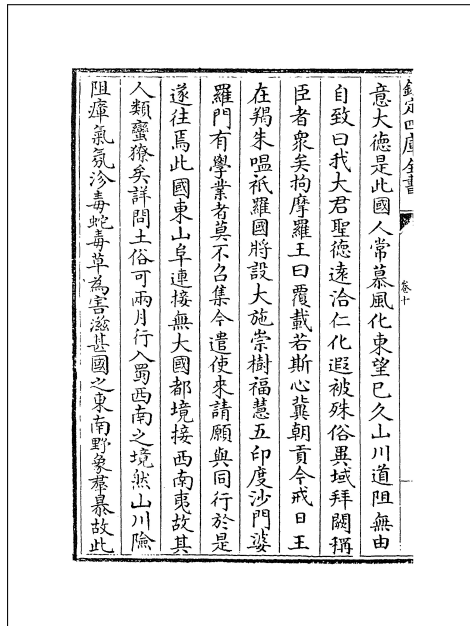 欽定四庫全書
卷十
意大德是此國人常慕風化東望已久山川道阻無由
自致曰我大君聖德遠洽仁化遐被殊俗異域拜闕稱
臣者衆矣拘摩羅王曰覆載若斯心冀朝貢今戒日王
在羯朱嗢祇羅國將設大施崇樹福慧五印度沙門婆
羅門有學業者莫不召集今遣使來請願與同行於是
遂往焉此國東山阜連接無大國都境接西南夷故其
人類蠻獠矣詳問土俗可兩月行入蜀西南之境然山川險
阻瘴氣氛沴毒蛇毒草為害滋甚國之東南野象羣暴故此